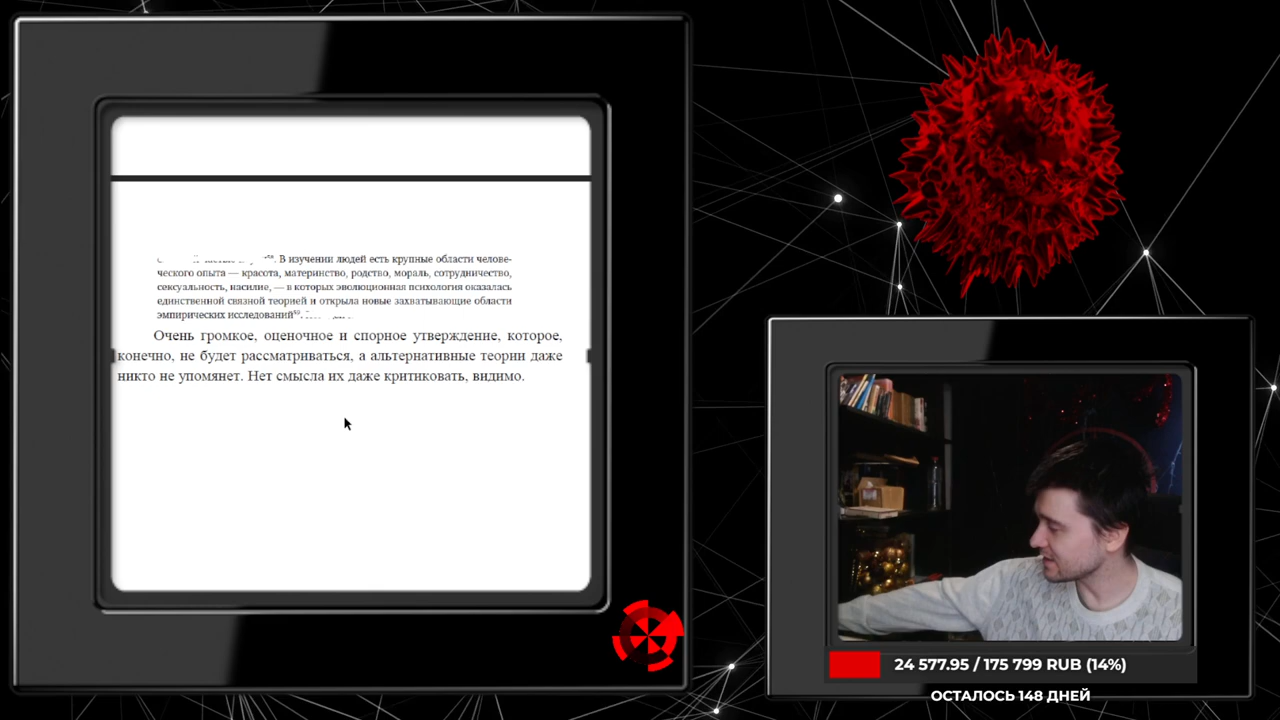 В изучении людей есть крупные области челове-
ческого опыта — красота, материнство, родство, мораль, сотрудничество,
сексуальность, насилие, — в которых эволюционная психология оказалась
единственной связной теорией и открыла новые захватывающие области
эмпирических исследований
Очень громкое, оценочное и спорное утверждение, которое,
конечно, не будет рассматриваться, а альтернативные теории даже
никто не упомянет. Нет смысла их даже критиковать, видимо.
24 577.95 / 175 799 RUB (14%)
ОСТАЛОСЬ 148 ДНЕЙ